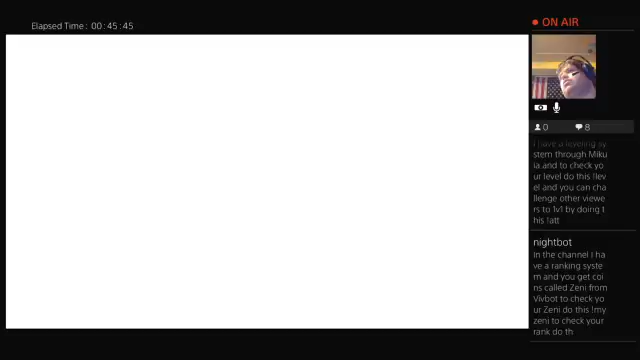 Elapsed Time : 00:45:45
ON AIR
0 8
I have a leveling sy
stem through Miku
ia and to check yo
ur level do this !lev
el and you can cha
llenge other viewe
rs to 1v1 by doing t
his !att
nightbot
In the channel I ha
ve a ranking syste
m and you get coi
ns called Zeni from
Vivbot to check yo
ur Zeni do this !my
zeni to check your
rank do th